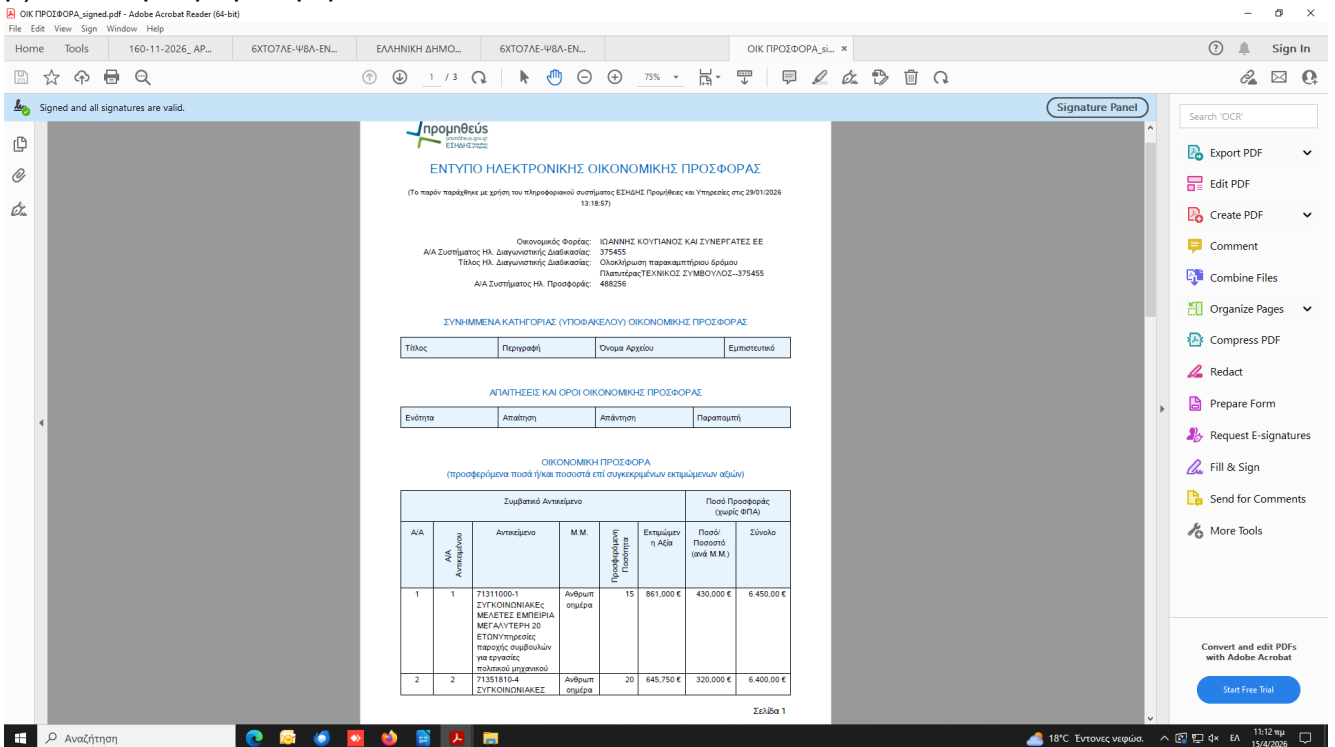 ΟΙΚ ΠΡΟΣΦΟΡΑ_signed.pdf - Adobe Acrobat Reader (64-bit)
File Edit View Sign Window Help
Home Tools 160-11-2026_ AP... 6ΧΤΟ7ΛΕ-Ψ8Λ-ΕΝ... ΕΛΛΗΝΙΚΗ ΔΗΜΟ... 6ΧΤΟ7ΛΕ-Ψ8Λ-ΕΝ... ΟΙΚ ΠΡΟΣΦΟΡΑ_si... × Sign In
1 / 3 75%
Signed and all signatures are valid. Signature Panel
προμηθεύς
promitheus.gov.gr
ΕΣΗΔΗΣ
ΕΝΤΥΠΟ ΗΛΕΚΤΡΟΝΙΚΗΣ ΟΙΚΟΝΟΜΙΚΗΣ ΠΡΟΣΦΟΡΑΣ
(Το παρόν παράχθηκε με χρήση του πληροφοριακού συστήματος ΕΣΗΔΗΣ Προμήθειες και Υπηρεσίες στις 29/01/2026
13:18:57)
Οικονομικός Φορέας: ΙΩΑΝΝΗΣ ΚΟΥΓΙΑΝΟΣ ΚΑΙ ΣΥΝΕΡΓΑΤΕΣ ΕΕ
Α/Α Συστήματος Ηλ. Διαγωνιστικής Διαδικασίας: 375455
Τίτλος Ηλ. Διαγωνιστικής Διαδικασίας: Ολοκλήρωση παρακαμπτήριου δρόμου
ΠλατυτέραςΤΕΧΝΙΚΟΣ ΣΥΜΒΟΥΛΟΣ--375455
Α/Α Συστήματος Ηλ. Προσφοράς: 488256
ΣΥΝΗΜΜΕΝΑ ΚΑΤΗΓΟΡΙΑΣ (ΥΠΟΦΑΚΕΛΟΥ) ΟΙΚΟΝΟΜΙΚΗΣ ΠΡΟΣΦΟΡΑΣ
Τίτλος Περιγραφή Όνομα Αρχείου Εμπιστευτικό
ΑΠΑΙΤΗΣΕΙΣ ΚΑΙ ΟΡΟΙ ΟΙΚΟΝΟΜΙΚΗΣ ΠΡΟΣΦΟΡΑΣ
Ενότητα Απαίτηση Απάντηση Παραπομπή
ΟΙΚΟΝΟΜΙΚΗ ΠΡΟΣΦΟΡΑ
(προσφερόμενα ποσά ή/και ποσοστά επί συγκεκριμένων εκτιμώμενων αξιών)
Συμβατικό Αντικείμενο Ποσό Προσφοράς
(χωρίς ΦΠΑ)
Α/Α Α/Α Αντικειμένου Αντικείμενο Μ.Μ. Προσφερόμενη Ποσότητα Εκτιμώμεν
η Αξία Ποσό/
Ποσοστό
(ανά Μ.Μ.) Σύνολο
1 1 71311000-1 Ανθρωπ 15 861,000 € 430,000 € 6.450,00 €
ΣΥΓΚΟΙΝΩΝΙΑΚΕς οημέρα
ΜΕΛΕΤΕΣ ΕΜΠΕΙΡΙΑ
ΜΕΓΑΛΥΤΕΡΗ 20
ΕΤΩΝΥπηρεσίες
παροχής συμβουλών
για εργασίες
πολιτικού μηχανικού
2 2 71351810-4 Ανθρωπ 20 645,750 € 320,000 € 6.400,00 €
ΣΥΓΚΟΙΝΩΝΙΑΚΕΣ οημέρα
Σελίδα 1
Search 'OCR'
Export PDF
Edit PDF
Create PDF
Comment
Combine Files
Organize Pages
Compress PDF
Redact
Prepare Form
Request E-signatures
Fill & Sign
Send for Comments
More Tools
Convert and edit PDFs
with Adobe Acrobat
Start Free Trial
Αναζήτηση 18°C Έντονες νεφώσ. ΕΛ 11:12 πμ
15/4/2026